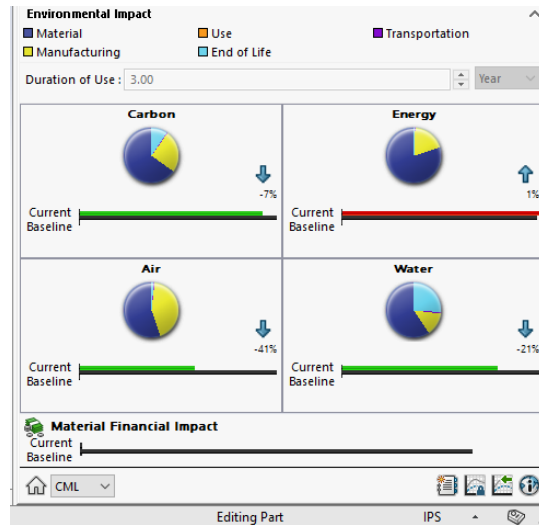 Environmental Impact
Material Use Transportation
Manufacturing End of Life
Duration of Use : 3.00 Year
Carbon Energy
-7% 1%
Current Current
Baseline Baseline
Air Water
-41% -21%
Current Current
Baseline Baseline
Material Financial Impact
Current
Baseline
CML
Editing Part IPS